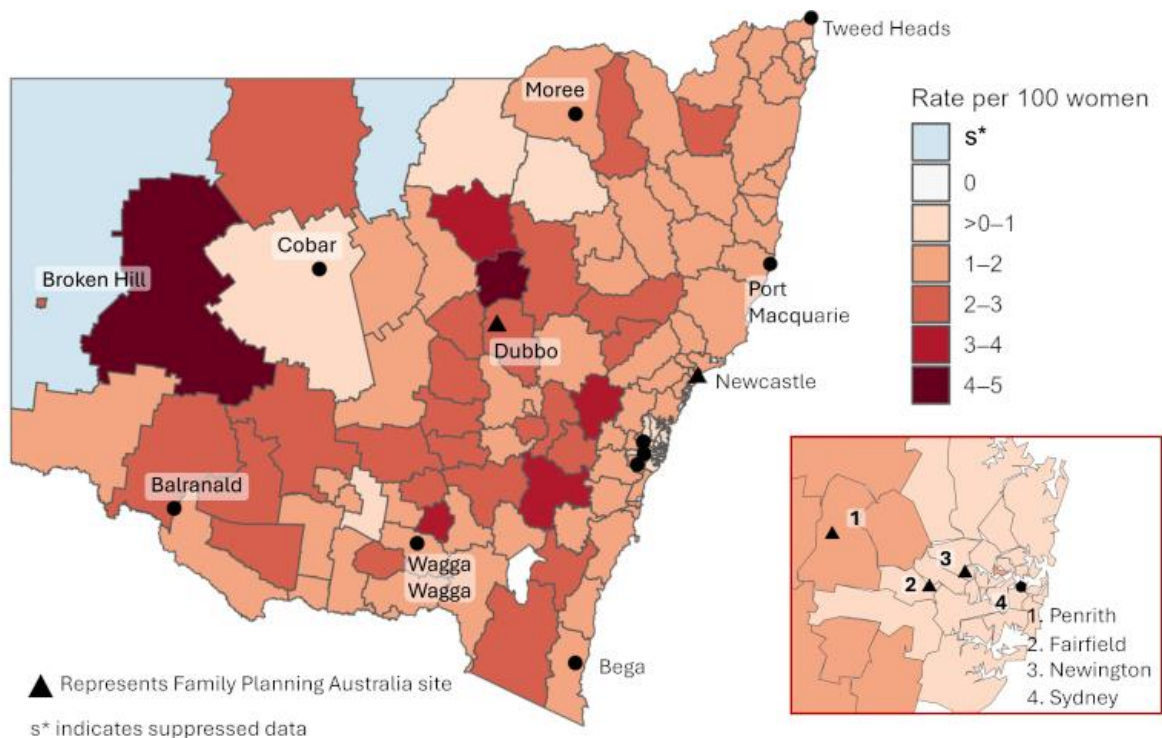 Tweed Heads
Moree
Rate per 100 women
s*
0
>0–1
1–2
2–3
3–4
4–5
Cobar
Broken Hill
Port
Macquarie
Dubbo
Newcastle
Balranald
Wagga
Wagga
Bega
1
3
2
4
1. Penrith
2. Fairfield
3. Newington
4. Sydney
Represents Family Planning Australia site
s* indicates suppressed data